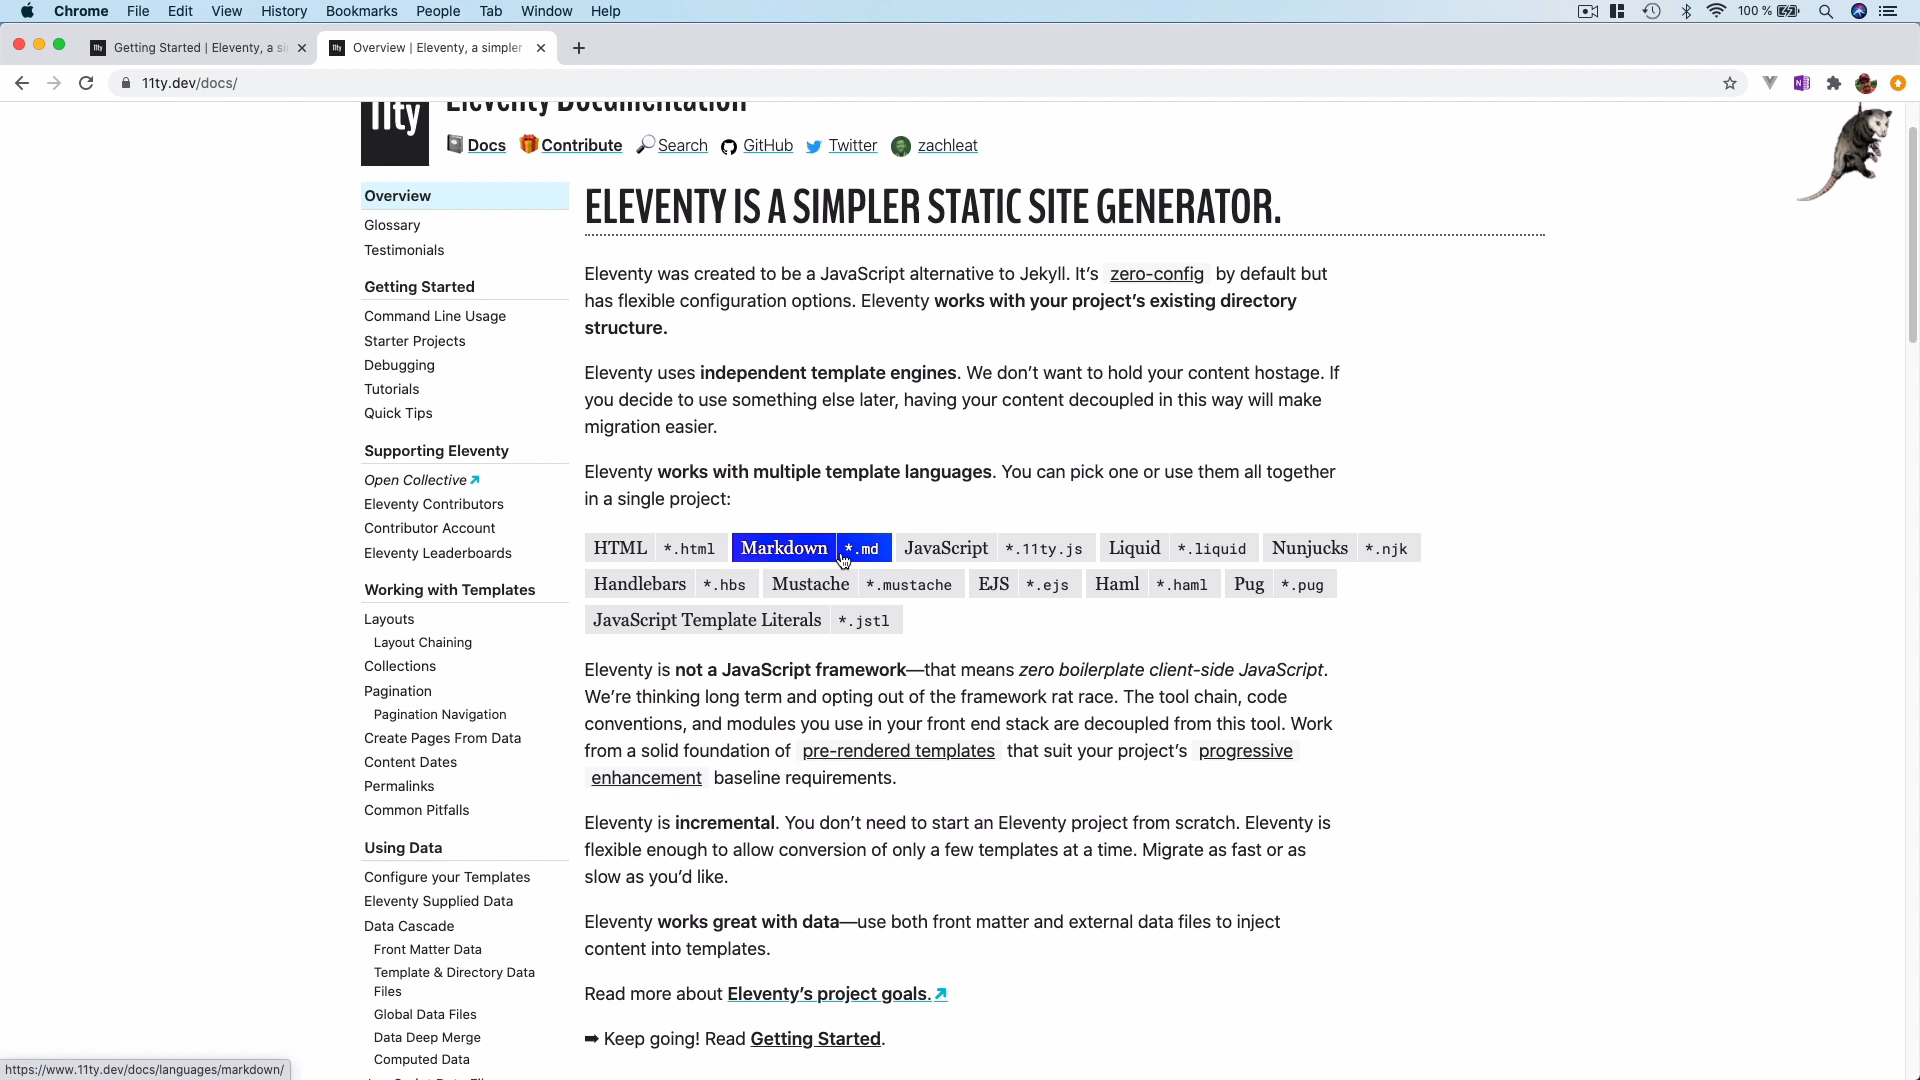 Chrome File Edit View History Bookmarks People Tab Window Help 100 %
Getting Started | Eleventy, a si
Overview | Eleventy, a simpler
11ty.dev/docs/
11ty
Eleventy Documentation
Docs Contribute Search GitHub Twitter zachleat
Overview
Glossary
Testimonials
Getting Started
Command Line Usage
Starter Projects
Debugging
Tutorials
Quick Tips
Supporting Eleventy
Open Collective
Eleventy Contributors
Contributor Account
Eleventy Leaderboards
Working with Templates
Layouts
Layout Chaining
Collections
Pagination
Pagination Navigation
Create Pages From Data
Content Dates
Permalinks
Common Pitfalls
Using Data
Configure your Templates
Eleventy Supplied Data
Data Cascade
Front Matter Data
Template & Directory Data
Files
Global Data Files
Data Deep Merge
Computed Data
ELEVENTY IS A SIMPLER STATIC SITE GENERATOR.
Eleventy was created to be a JavaScript alternative to Jekyll. It’s zero-config by default but
has flexible configuration options. Eleventy works with your project’s existing directory
structure.
Eleventy uses independent template engines. We don’t want to hold your content hostage. If
you decide to use something else later, having your content decoupled in this way will make
migration easier.
Eleventy works with multiple template languages. You can pick one or use them all together
in a single project:
HTML *.html Markdown *.md JavaScript *.11ty.js Liquid *.liquid Nunjucks *.njk
Handlebars *.hbs Mustache *.mustache EJS *.ejs Haml *.haml Pug *.pug
JavaScript Template Literals *.jstl
Eleventy is not a JavaScript framework—that means zero boilerplate client-side JavaScript.
We’re thinking long term and opting out of the framework rat race. The tool chain, code
conventions, and modules you use in your front end stack are decoupled from this tool. Work
from a solid foundation of pre-rendered templates that suit your project’s progressive
enhancement baseline requirements.
Eleventy is incremental. You don’t need to start an Eleventy project from scratch. Eleventy is
flexible enough to allow conversion of only a few templates at a time. Migrate as fast or as
slow as you’d like.
Eleventy works great with data—use both front matter and external data files to inject
content into templates.
Read more about Eleventy’s project goals.
➡ Keep going! Read Getting Started.
https://www.11ty.dev/docs/languages/markdown/